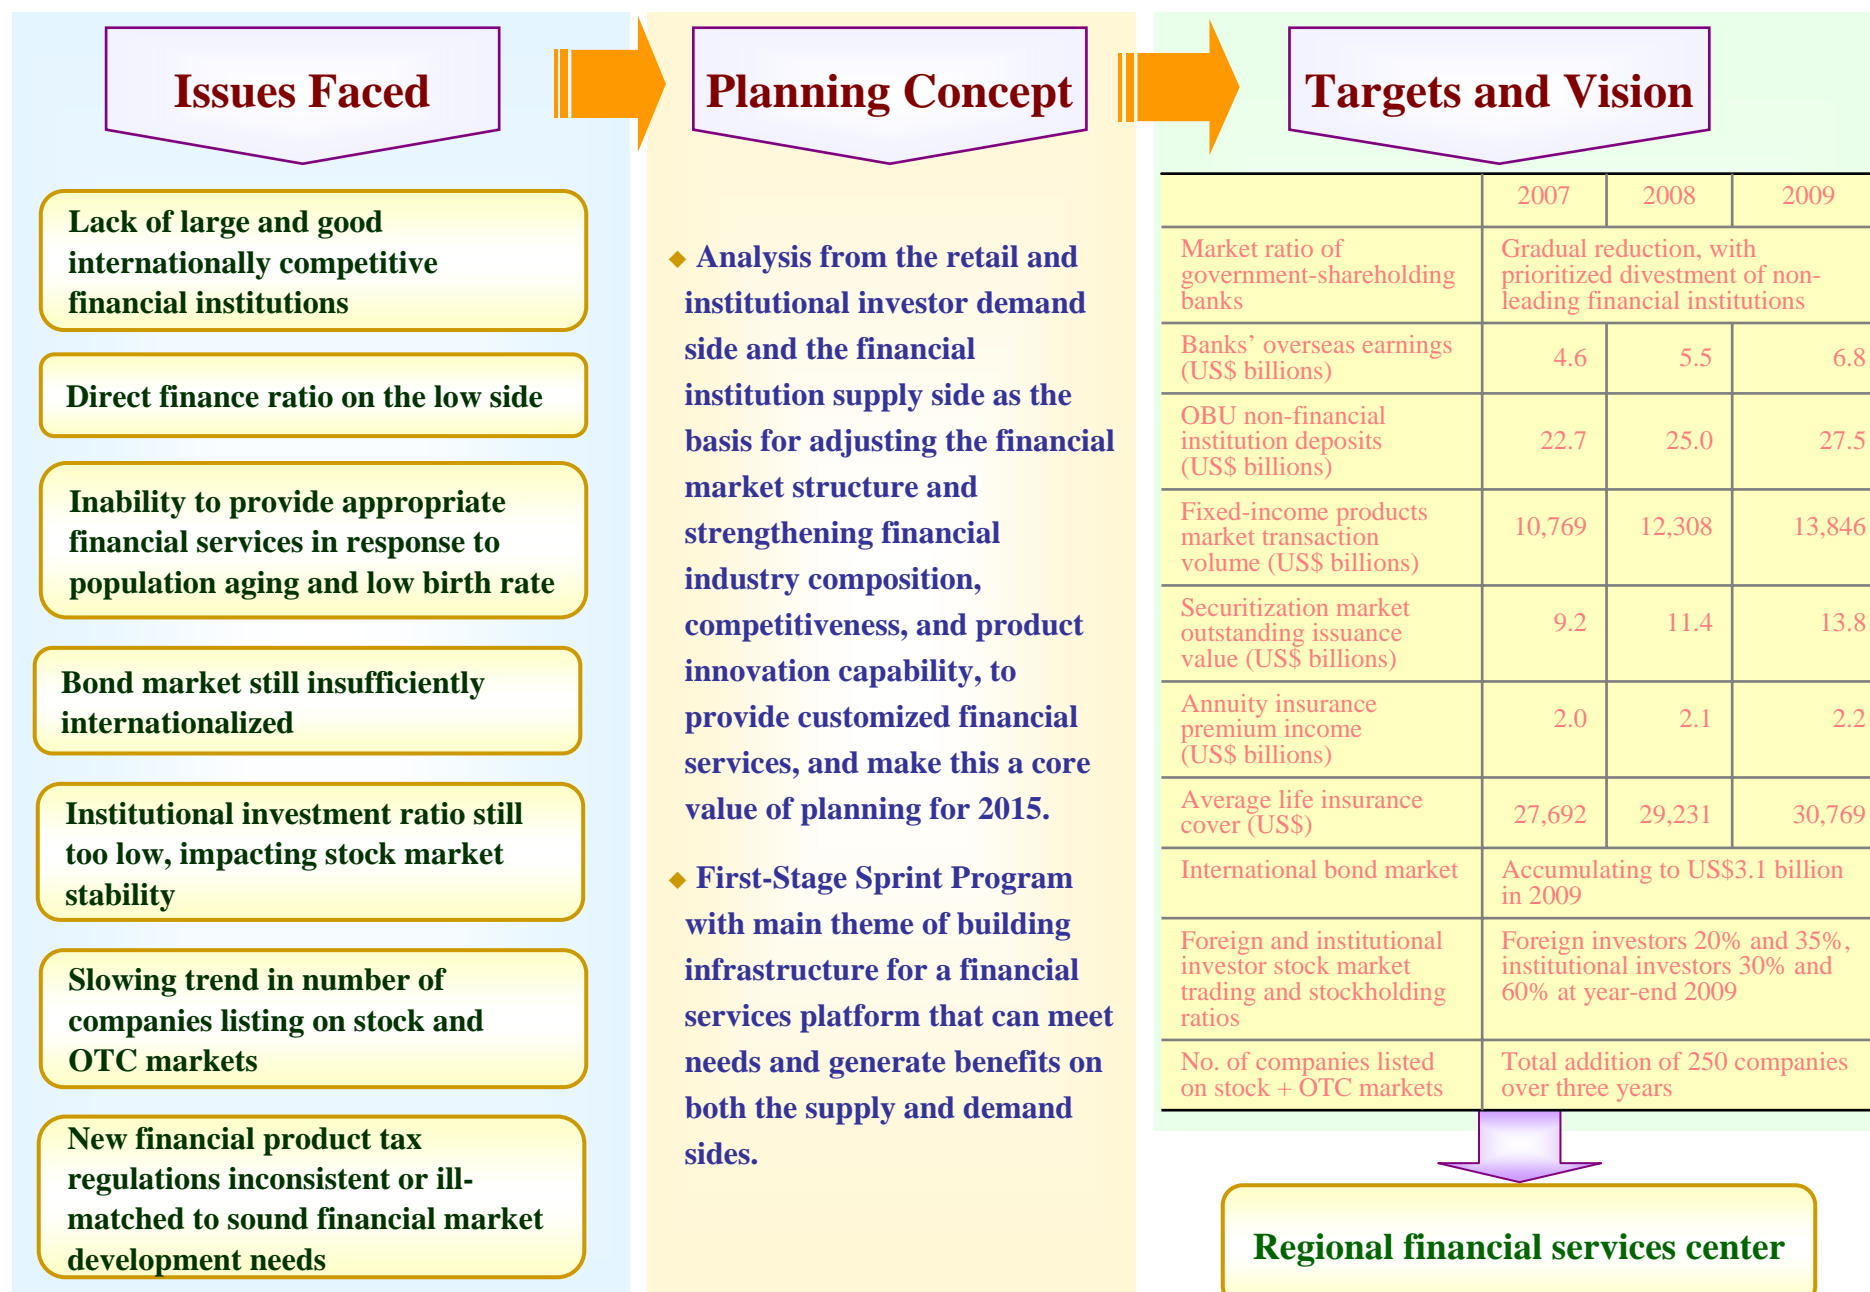 Issues Faced
Lack of large and good
internationally competitive
financial institutions
Direct finance ratio on the low side
Inability to provide appropriate
financial services in response to
population aging and low birth rate
Bond market still insufficiently
internationalized
Institutional investment ratio still
too low, impacting stock market
stability
Slowing trend in number of
companies listing on stock and
OTC markets
New financial product tax
regulations inconsistent or ill-
matched to sound financial market
development needs
Planning Concept
◆ Analysis from the retail and
institutional investor demand
side and the financial
institution supply side as the
basis for adjusting the financial
market structure and
strengthening financial
industry composition,
competitiveness, and product
innovation capability, to
provide customized financial
services, and make this a core
value of planning for 2015.
◆ First-Stage Sprint Program
with main theme of building
infrastructure for a financial
services platform that can meet
needs and generate benefits on
both the supply and demand
sides.
Targets and Vision
2007 2008 2009
Market ratio of
government-shareholding
banks
Gradual reduction, with
prioritized divestment of non-
leading financial institutions
Banks’ overseas earnings
(US$ billions)
4.6 5.5 6.8
OBU non-financial
institution deposits
(US$ billions)
22.7 25.0 27.5
Fixed-income products
market transaction
volume (US$ billions)
10,769 12,308 13,846
Securitization market
outstanding issuance
value (US$ billions)
9.2 11.4 13.8
Annuity insurance
premium income
(US$ billions)
2.0 2.1 2.2
Average life insurance
cover (US$)
27,692 29,231 30,769
International bond market
Accumulating to US$3.1 billion
in 2009
Foreign and institutional
investor stock market
trading and stockholding
ratios
Foreign investors 20% and 35%,
institutional investors 30% and
60% at year-end 2009
No. of companies listed
on stock + OTC markets
Total addition of 250 companies
over three years
Regional financial services center